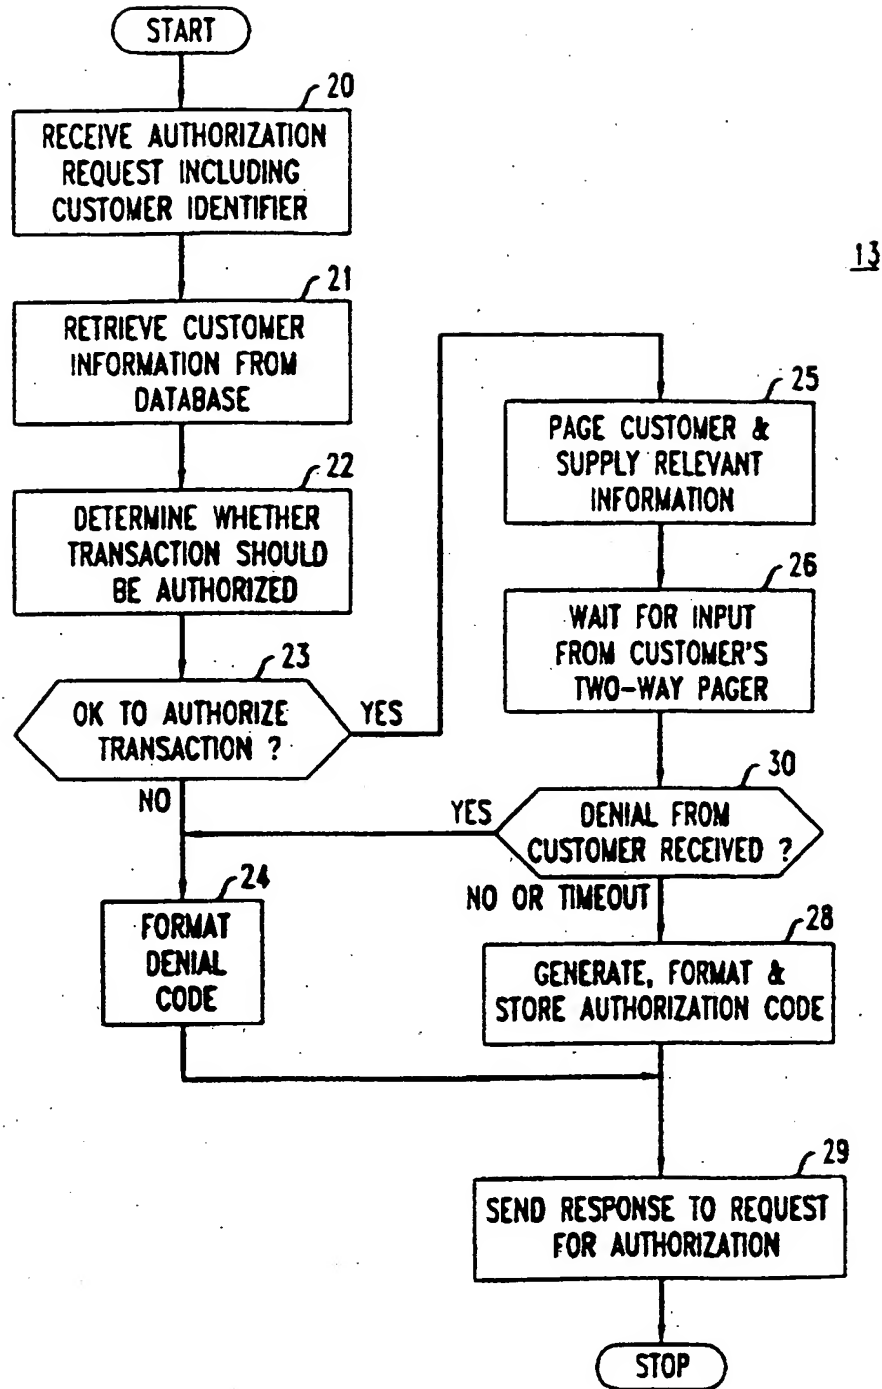 START
20
RECEIVE AUTHORIZATION
REQUEST INCLUDING
CUSTOMER IDENTIFIER
21
RETRIEVE CUSTOMER
INFORMATION FROM
DATABASE
22
DETERMINE WHETHER
TRANSACTION SHOULD
BE AUTHORIZED
23
OK TO AUTHORIZE
TRANSACTION ?
YES
NO
24
FORMAT
DENIAL
CODE
13
25
PAGE CUSTOMER &
SUPPLY RELEVANT
INFORMATION
26
WAIT FOR INPUT
FROM CUSTOMER'S
TWO-WAY PAGER
30
DENIAL FROM
CUSTOMER RECEIVED ?
YES
NO OR TIMEOUT
28
GENERATE, FORMAT &
STORE AUTHORIZATION CODE
29
SEND RESPONSE TO REQUEST
FOR AUTHORIZATION
STOP